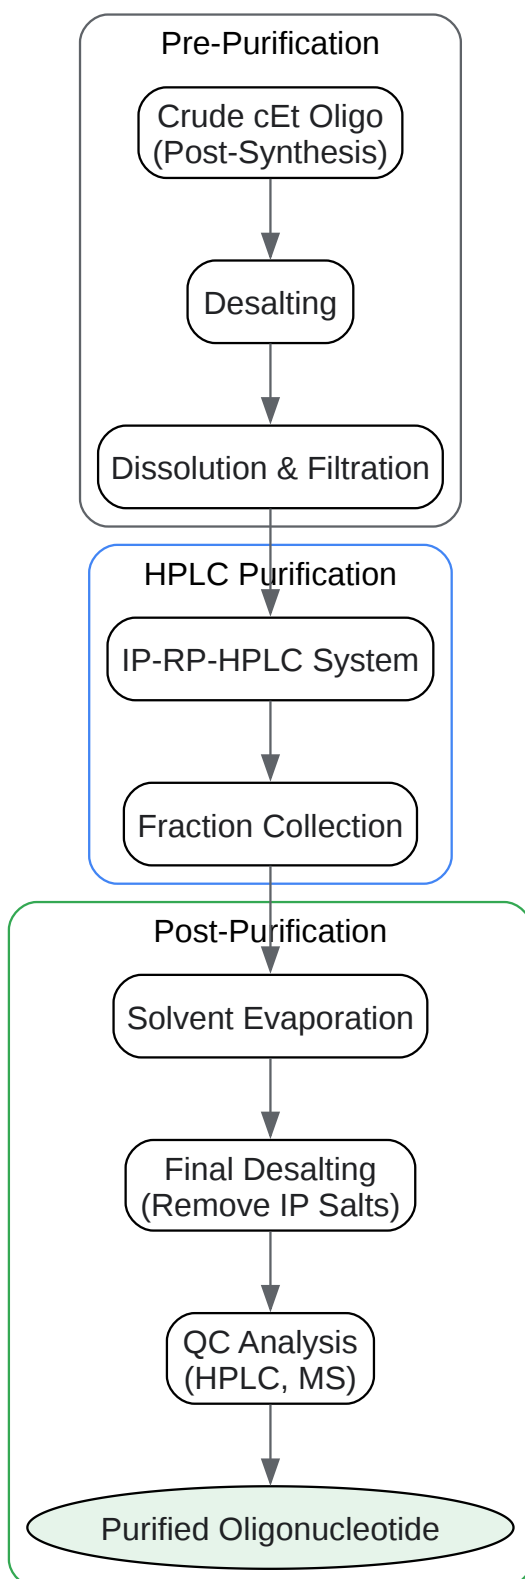 Pre-Purification
Crude cEt Oligo
(Post-Synthesis)
Desalting
Dissolution & Filtration
HPLC Purification
IP-RP-HPLC System
Fraction Collection
Post-Purification
Solvent Evaporation
Final Desalting
(Remove IP Salts)
QC Analysis
(HPLC, MS)
Purified Oligonucleotide